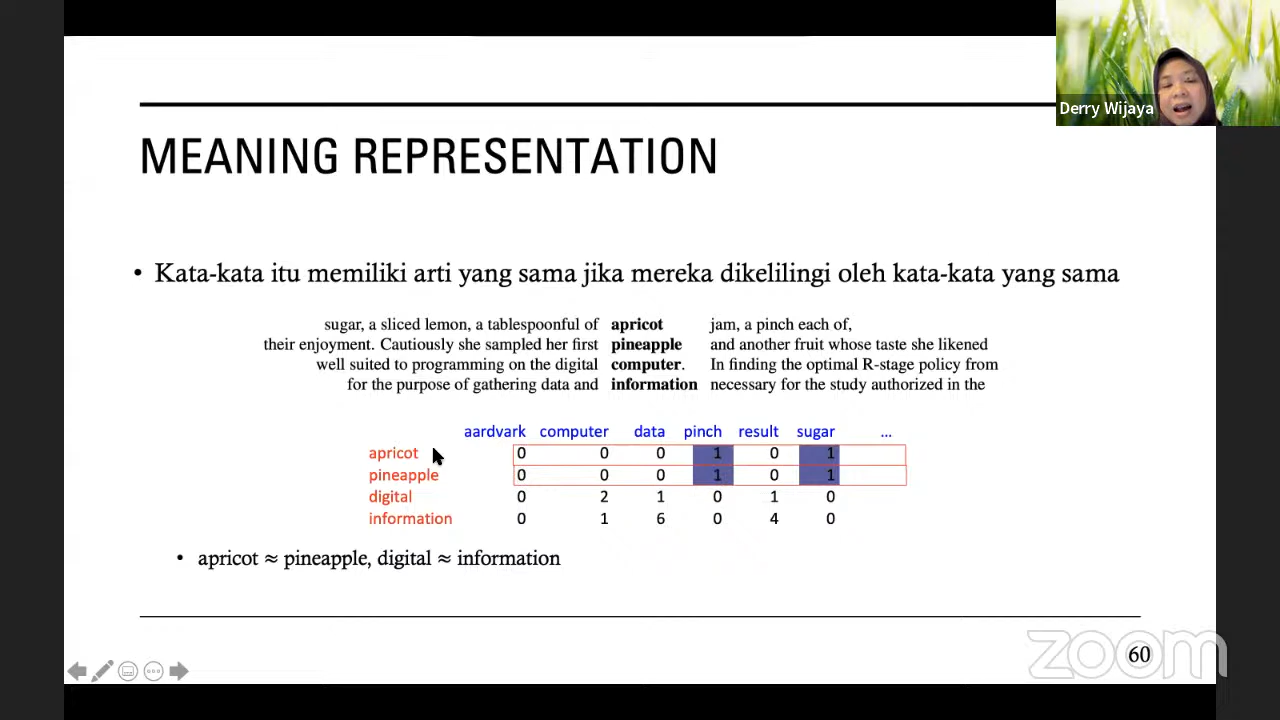 Derry Wijaya
MEANING REPRESENTATION
• Kata-kata itu memiliki arti yang sama jika mereka dikelilingi oleh kata-kata yang sama
sugar, a sliced lemon, a tablespoonful of apricot jam, a pinch each of,
their enjoyment. Cautiously she sampled her first pineapple and another fruit whose taste she likened
well suited to programming on the digital computer. In finding the optimal R-stage policy from
for the purpose of gathering data and information necessary for the study authorized in the
aardvark computer data pinch result sugar ...
apricot 0 0 0 1 0 1
pineapple 0 0 0 1 0 1
digital 0 2 1 0 1 0
information 0 1 6 0 4 0
• apricot ≈ pineapple, digital ≈ information
zoom
60